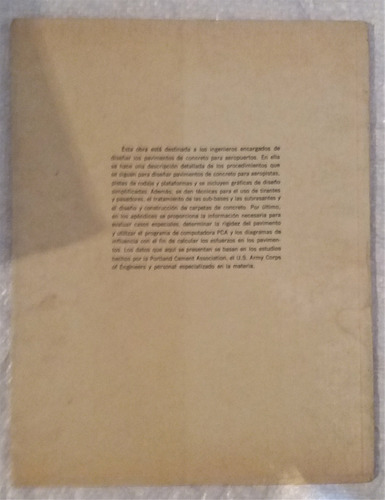 Esta obra está destinada a los ingenieros encargados de
diseñar los pavimentos de concreto para aeropuertos. En ella
se hace una descripción detallada de los procedimientos que
se siguen para diseñar pavimentos de concreto para aeropistas,
pistas de rodaje y plataformas y se incluyen gráficas de diseño
simplificadas. Además, se dan técnicas para el uso de tirantes
y pasadores, el tratamiento de las sub-bases y las subrasantes y
el diseño y construcción de carpetas de concreto. Por último,
en los apéndices se proporciona la información necesaria para
evaluar casos especiales, determinar la rigidez del pavimento
y utilizar el programa de computadora PCA y los diagramas de
influencia con el fin de calcular los esfuerzos en los pavimen-
tos. Los datos que aquí se presentan se basan en los estudios
hechos por la Portland Cement Association, el U.S. Army Corps
of Engineers y personal especializado en la materia.